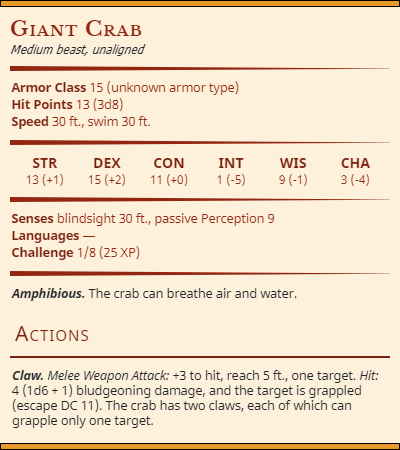 Giant Crab
Medium beast, unaligned
Armor Class 15 (unknown armor type)
Hit Points 13 (3d8)
Speed 30 ft., swim 30 ft.
STR DEX CON INT WIS CHA
13 (+1) 15 (+2) 11 (+0) 1 (-5) 9 (-1) 3 (-4)
Senses blindsight 30 ft., passive Perception 9
Languages —
Challenge 1/8 (25 XP)
Amphibious. The crab can breathe air and water.
Actions
Claw. Melee Weapon Attack: +3 to hit, reach 5 ft., one target. Hit:
4 (1d6 + 1) bludgeoning damage, and the target is grappled
(escape DC 11). The crab has two claws, each of which can
grapple only one target.